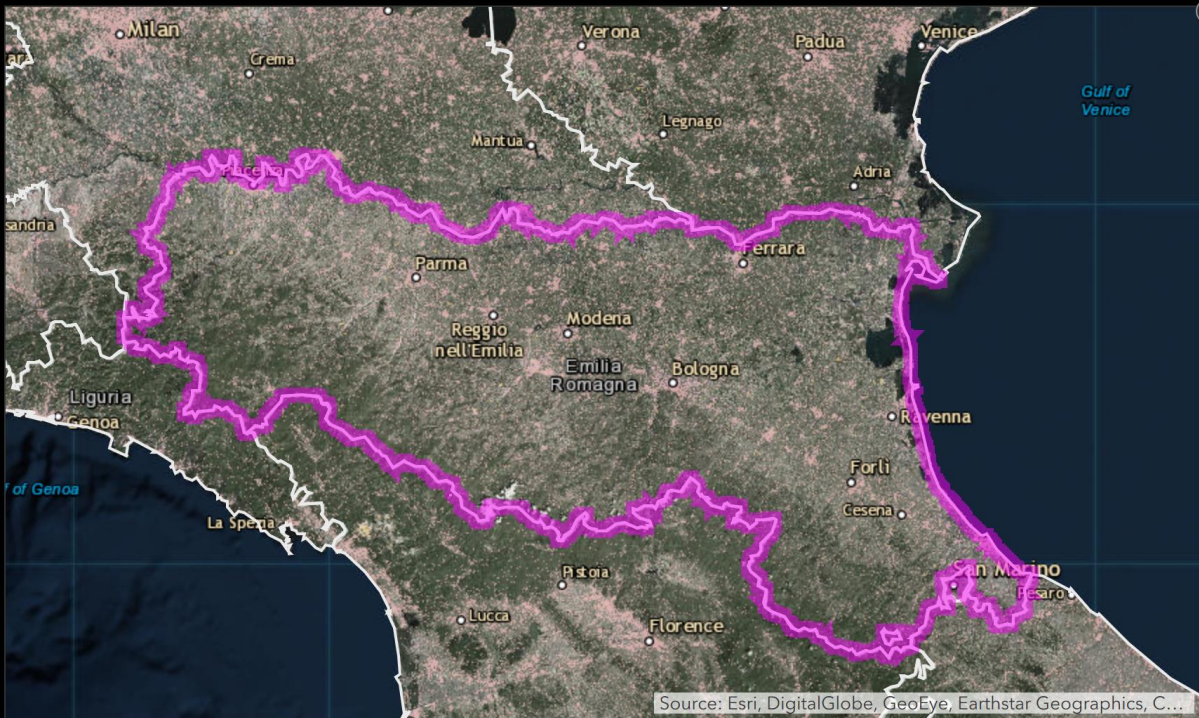 Milan
Crema
Verona
Padua
Venice
Gulf of
Venice
Legnago
Mantua
Adria
Piacenza
sandria
Ferrara
Parma
Reggio
nell'Emilia
Modena
Emilia
Romagna
Bologna
Liguria
Genoa
Ravenna
Forlì
f of Genoa
Cesena
La Spezia
San Marino
Pesaro
Pistoia
Lucca
Florence
Source: Esri, DigitalGlobe, GeoEye, Earthstar Geographics, C...